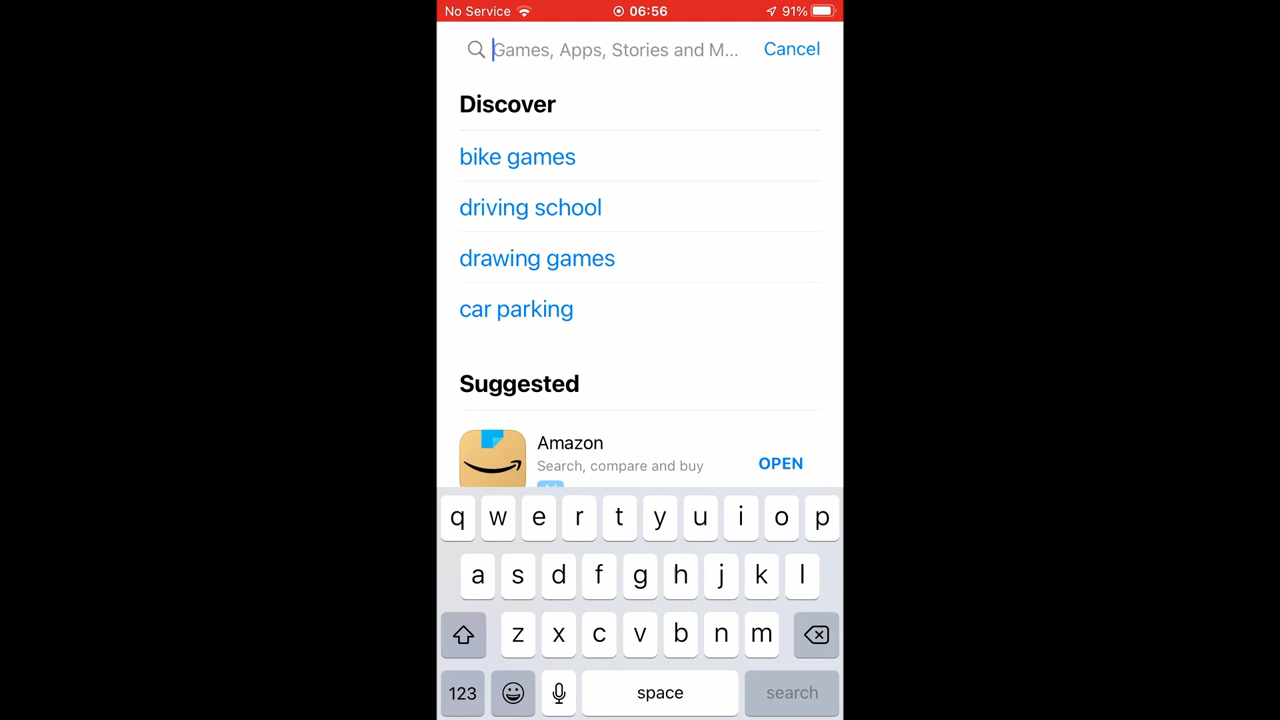 No Service 06:56 91%
Games, Apps, Stories and M... Cancel
Discover
bike games
driving school
drawing games
car parking
Suggested
Amazon
Search, compare and buy
OPEN
q w e r t y u i o p
a s d f g h j k l
z x c v b n m
123 space search